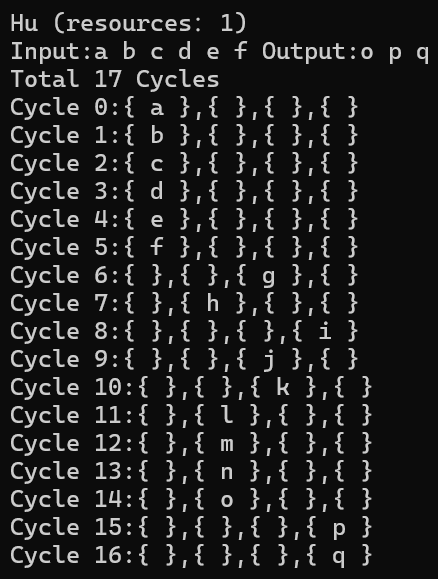 Hu (resources: 1)
Input:a b c d e f Output:o p q
Total 17 Cycles
Cycle 0:{ a },{ },{ },{ }
Cycle 1:{ b },{ },{ },{ }
Cycle 2:{ c },{ },{ },{ }
Cycle 3:{ d },{ },{ },{ }
Cycle 4:{ e },{ },{ },{ }
Cycle 5:{ f },{ },{ },{ }
Cycle 6:{ },{ },{ g },{ }
Cycle 7:{ },{ h },{ },{ }
Cycle 8:{ },{ },{ },{ i }
Cycle 9:{ },{ },{ j },{ }
Cycle 10:{ },{ },{ k },{ }
Cycle 11:{ },{ l },{ },{ }
Cycle 12:{ },{ m },{ },{ }
Cycle 13:{ },{ n },{ },{ }
Cycle 14:{ },{ o },{ },{ }
Cycle 15:{ },{ },{ },{ p }
Cycle 16:{ },{ },{ },{ q }